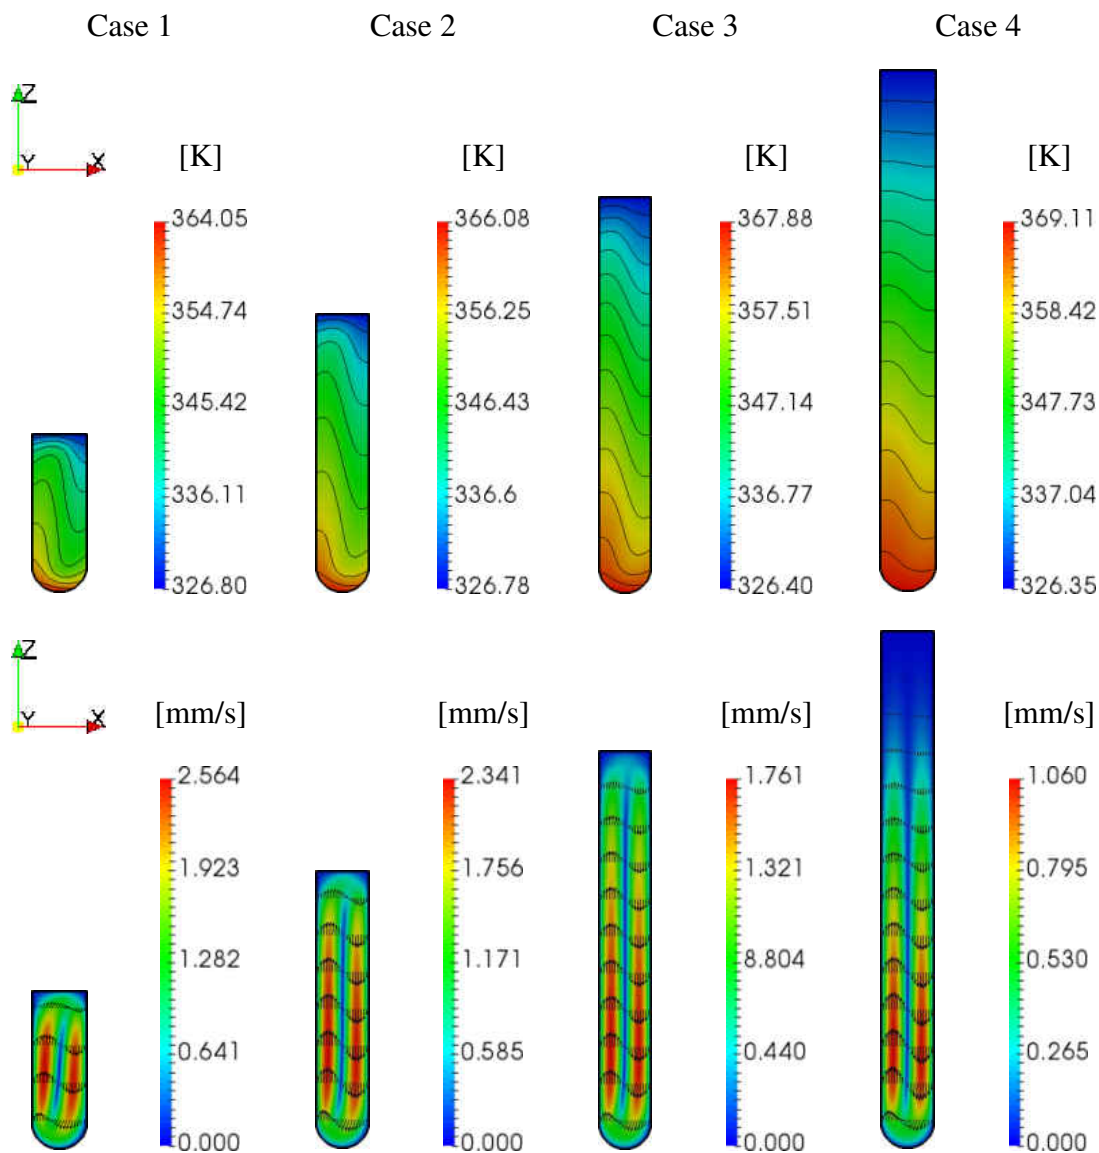 Case 1 Case 2 Case 3 Case 4
Z
Y X
[K] [K] [K] [K]
364.05 366.08 367.88 369.11
354.74 356.25 357.51 358.42
345.42 346.43 347.14 347.73
336.11 336.6 336.77 337.04
326.80 326.78 326.40 326.35
Z
Y X
[mm/s] [mm/s] [mm/s] [mm/s]
2.564 2.341 1.761 1.060
1.923 1.756 1.321 0.795
1.282 1.171 8.804 0.530
0.641 0.585 0.440 0.265
0.000 0.000 0.000 0.000